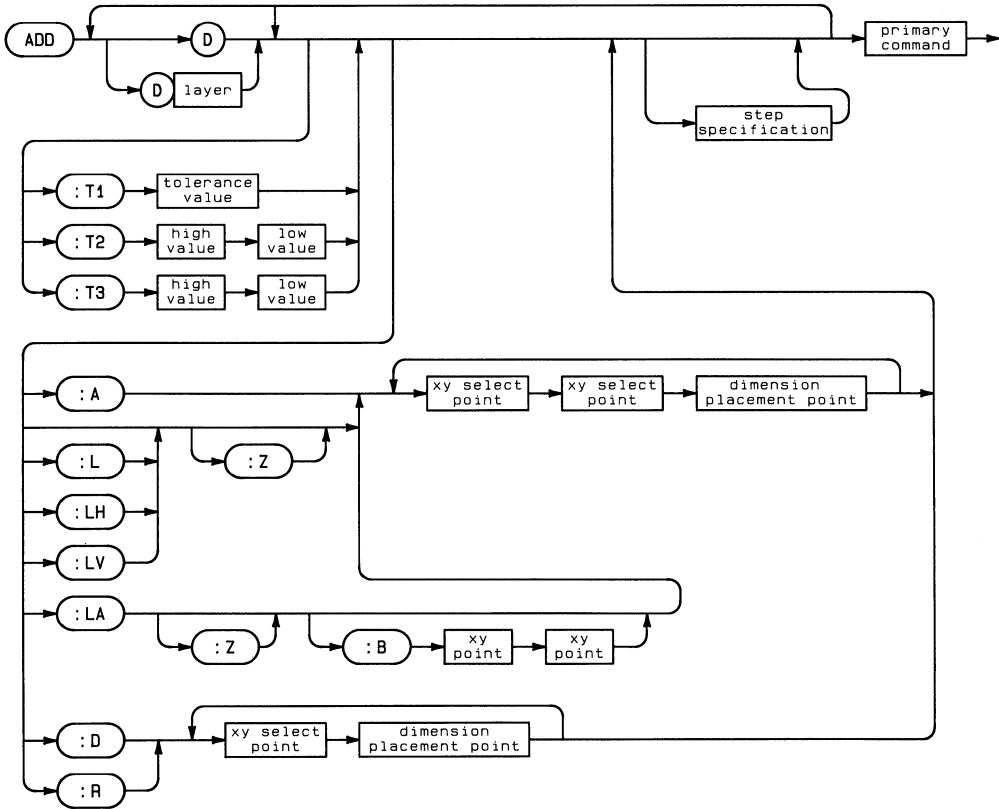 ADD
D
primary
command
D
layer
step
specification
:T1
tolerance
value
:T2
high
value
low
value
:T3
high
value
low
value
:A
xy select
point
xy select
point
dimension
placement point
:L
:Z
:LH
:LV
:LA
:Z
:B
xy
point
xy
point
:D
xy select
point
dimension
placement point
:R